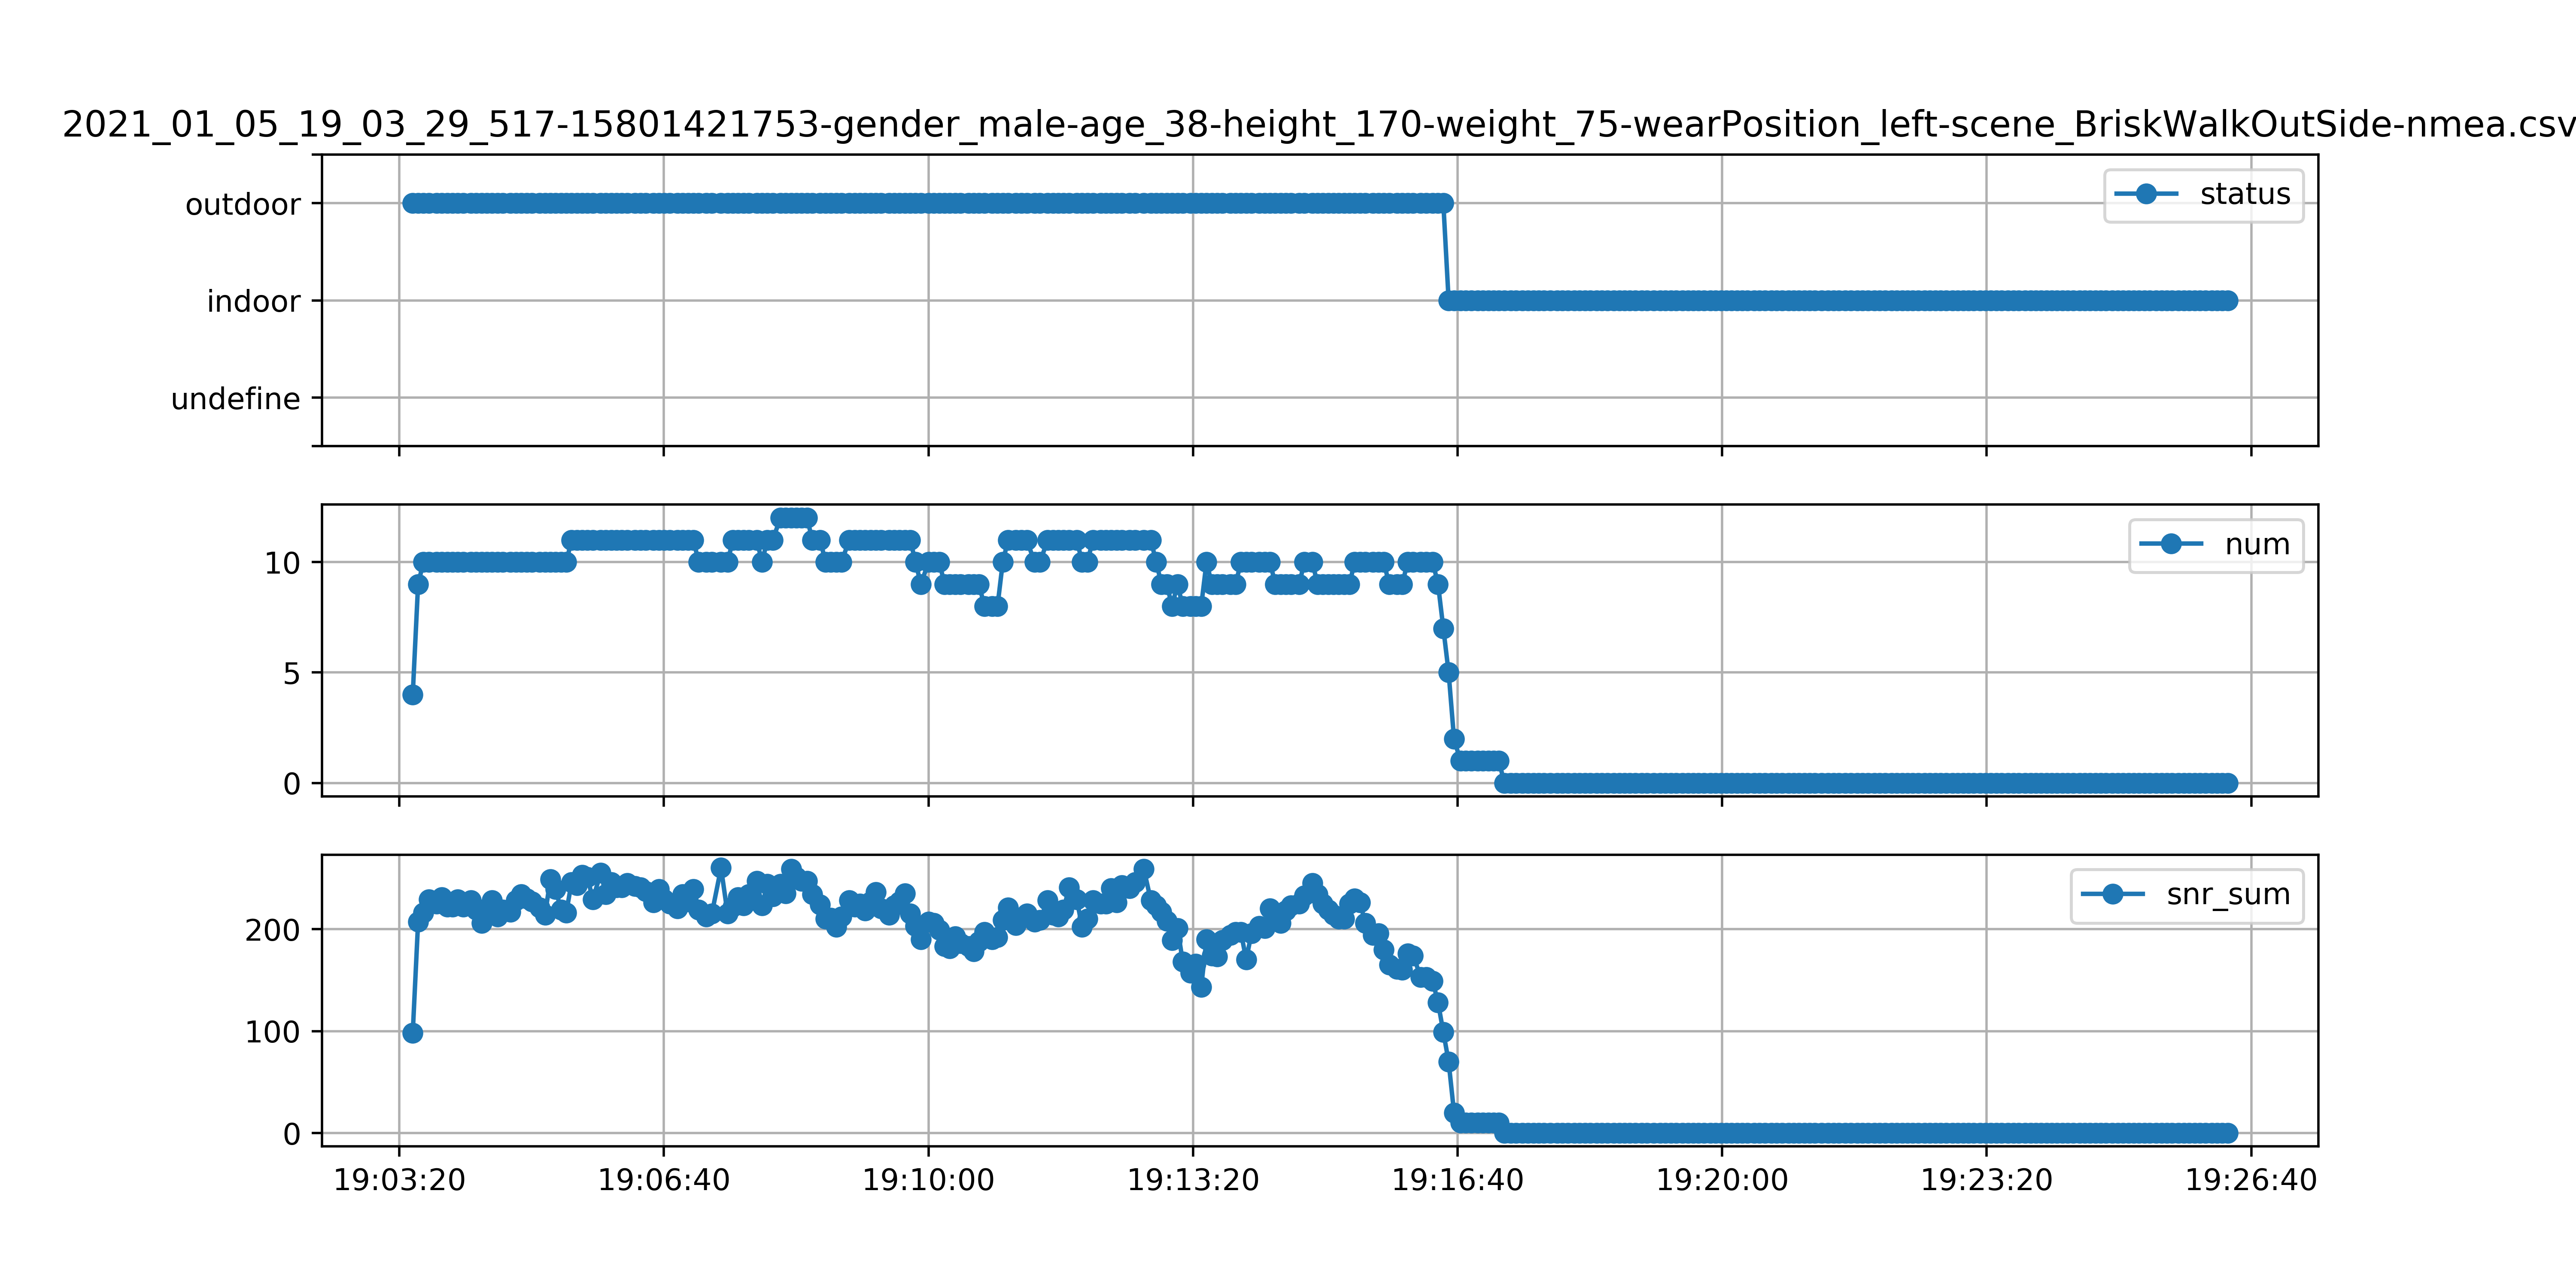 2021_01_05_19_03_29_517-15801421753-gender_male-age_38-height_170-weight_75-wearPosition_left-scene_BriskWalkOutSide-nmea.csv
outdoor
indoor
undefine
status
10
5
0
num
200
100
0
snr_sum
19:03:20 19:06:40 19:10:00 19:13:20 19:16:40 19:20:00 19:23:20 19:26:40